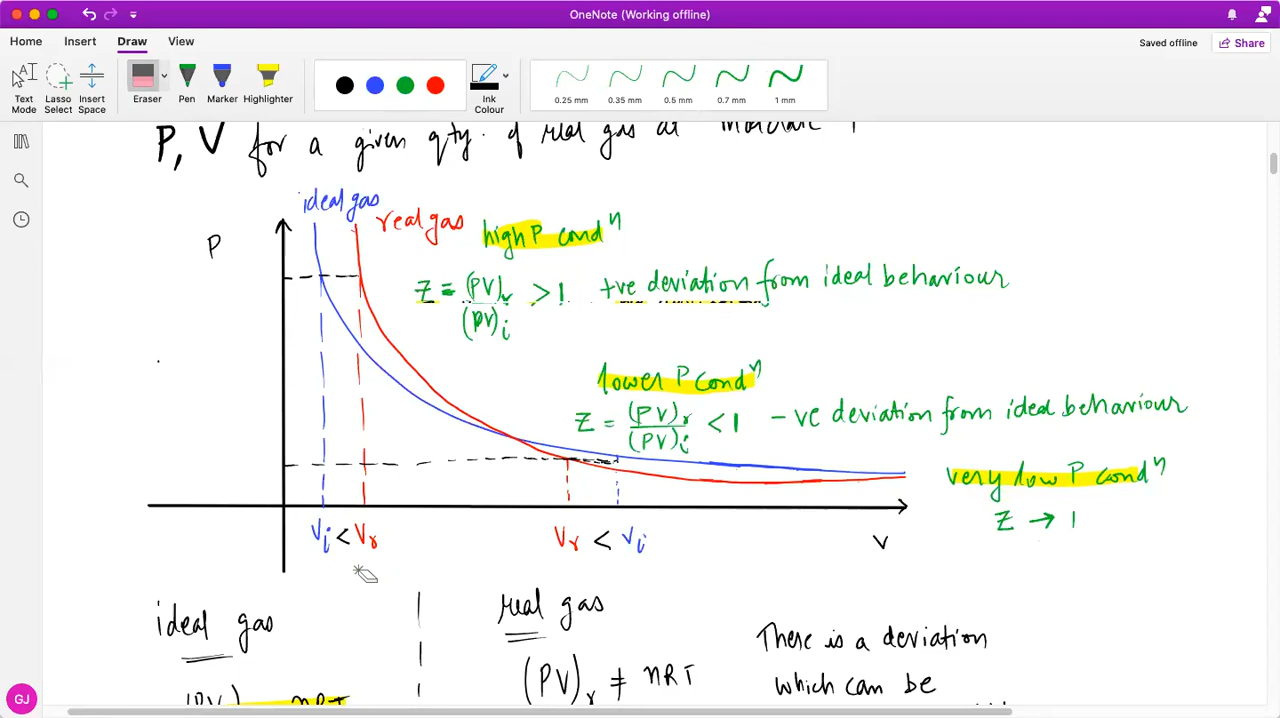 OneNote (Working offline)
Home Insert Draw View
Saved offline
Share
Text Mode
Lasso Select
Insert Space
Eraser
Pen
Marker
Highlighter
Ink Colour
0.25 mm 0.35 mm 0.5 mm 0.7 mm 1 mm
P, V for a given qty. of real gas at
ideal gas
real gas
high P condⁿ
P
Z = (PV)r / (PV)i > 1 +ve deviation from ideal behaviour
lower P condⁿ
Z = (PV)r / (PV)i < 1 -ve deviation from ideal behaviour
very low P condⁿ
Z → 1
Vi < Vr
Vr < Vi
V
ideal gas
real gas
There is a deviation
(PV)r ≠ nRT
which can be
nRT
GJ